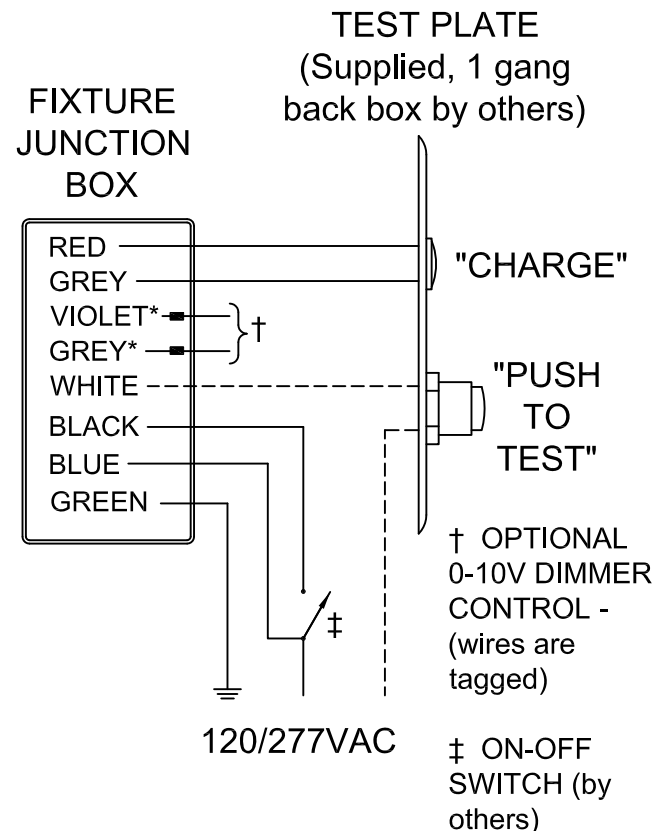 TEST PLATE
(Supplied, 1 gang
back box by others)
FIXTURE
JUNCTION
BOX
RED
GREY
VIOLET*
GREY*
WHITE
BLACK
BLUE
GREEN
†
"CHARGE"
"PUSH
TO
TEST"
‡
120/277VAC
† OPTIONAL
0-10V DIMMER
CONTROL -
(wires are
tagged)
‡ ON-OFF
SWITCH (by
others)